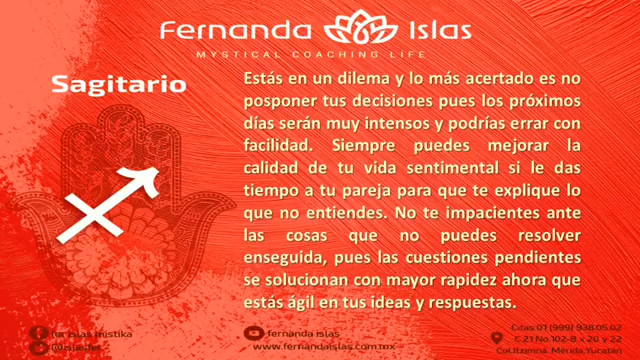 Fernanda Islas
MYSTICAL COACHING LIFE
Sagitario
Estás en un dilema y lo más acertado es no
posponer tus decisiones pues los próximos
días serán muy intensos y podrías errar con
facilidad. Siempre puedes mejorar la
calidad de tu vida sentimental si le das
tiempo a tu pareja para que te explique lo
que no entiendes. No te impacientes ante
las cosas que no puedes resolver
enseguida, pues las cuestiones pendientes
se solucionan con mayor rapidez ahora que
estás ágil en tus ideas y respuestas.
islas mistika
fernanda islas
www.fernandaislas.com.mx
Citas 01 (999) 938.05.02
C.21 No.102-B x 20 y 22
Col.Itzimna, Mérida,Yucatán